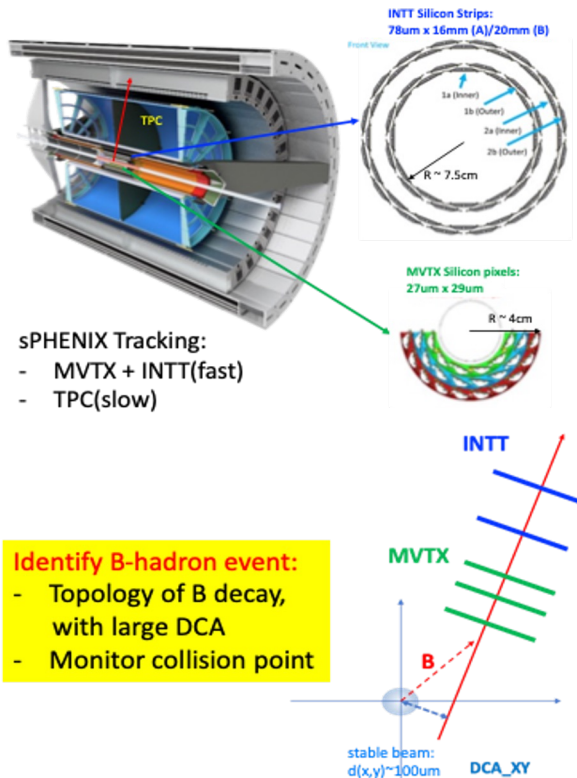 INTT Silicon Strips:
78um x 16mm (A)/20mm (B)
Front View
TPC
1a (Inner)
1b (Outer)
2a (Inner)
2b (Outer)
R ~ 7.5cm
MVTX Silicon pixels:
27um x 29um
R ~ 4cm
sPHENIX Tracking:
- MVTX + INTT(fast)
- TPC(slow)
INTT
MVTX
Identify B-hadron event:
- Topology of B decay,
with large DCA
- Monitor collision point
B
stable beam:
d(x,y)~100um
DCA_XY